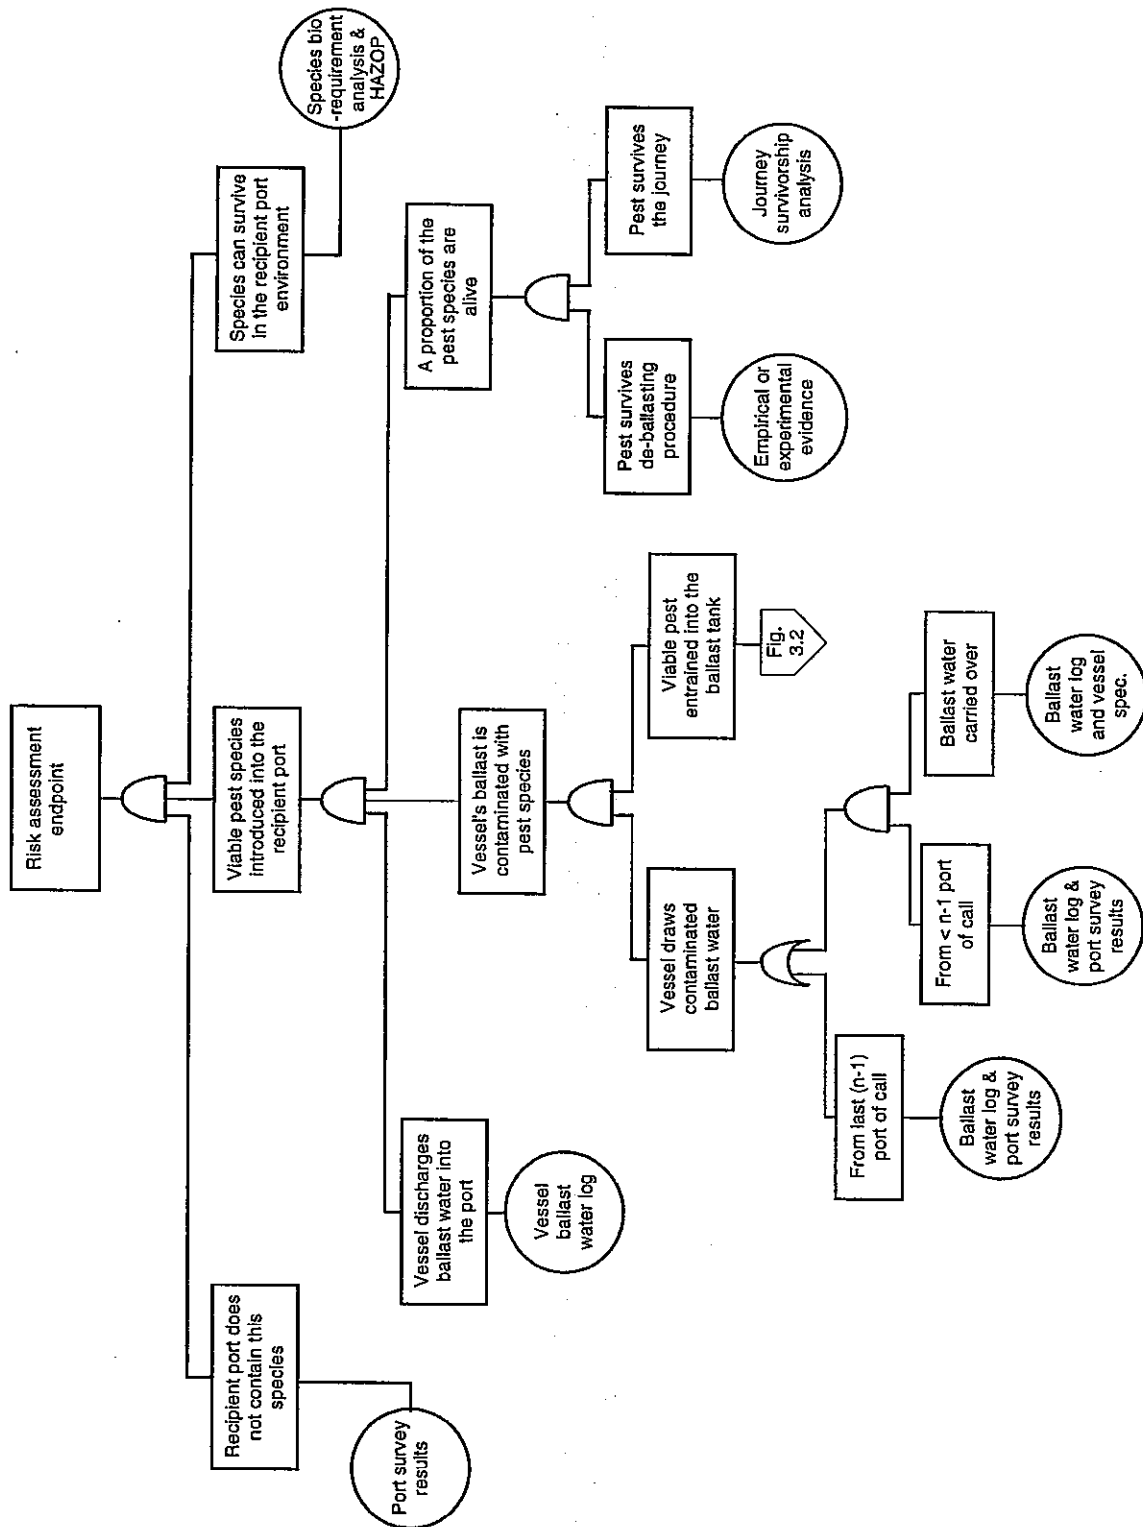 Risk assessment
endpoint
Recipient port does
not contain this
species
Viable pest species
introduced into the
recipient port
Species can survive
in the recipient port
environment
Port survey
results
Species bio
-requirement
analysis &
HAZOP
Vessel discharges
ballast water into
the port
Vessel's ballast is
contaminated with
pest species
A proportion of the
pest species are
alive
Vessel
ballast
water log
Vessel draws
contaminated
ballast water
Viable pest
entrained into the
ballast tank
Pest survives
de-ballasting
procedure
Pest survives
the journey
Fig.
3.2
Empirical or
experimental
evidence
Journey
survivorship
analysis
From last (n-1)
port of call
From < n-1 port
of call
Ballast water
carried over
Ballast
water log &
port survey
results
Ballast
water log &
port survey
results
Ballast
water log
and vessel
spec.